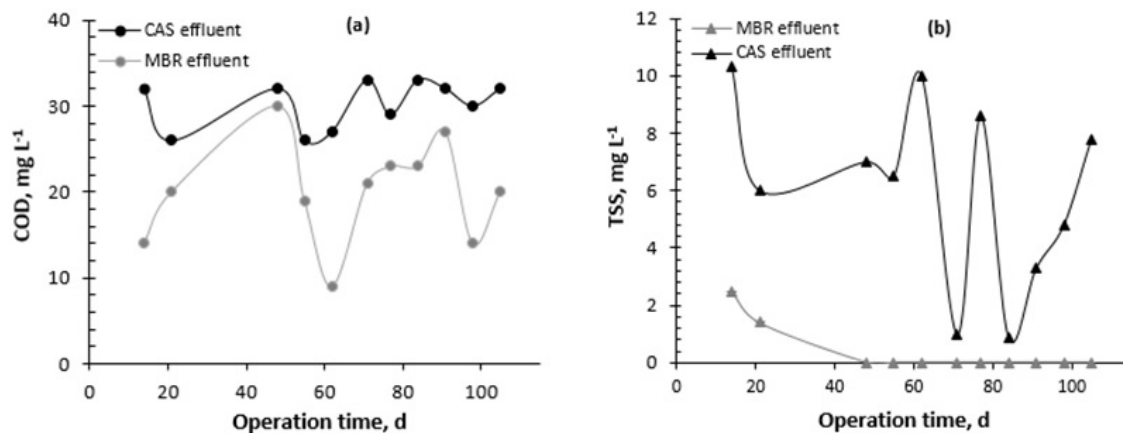 (a)
CAS effluent
MBR effluent
40
30
20
10
0
COD, mg L⁻¹
0 20 40 60 80 100
Operation time, d
(b)
MBR effluent
CAS effluent
12
10
8
6
4
2
0
TSS, mg L⁻¹
0 20 40 60 80 100
Operation time, d